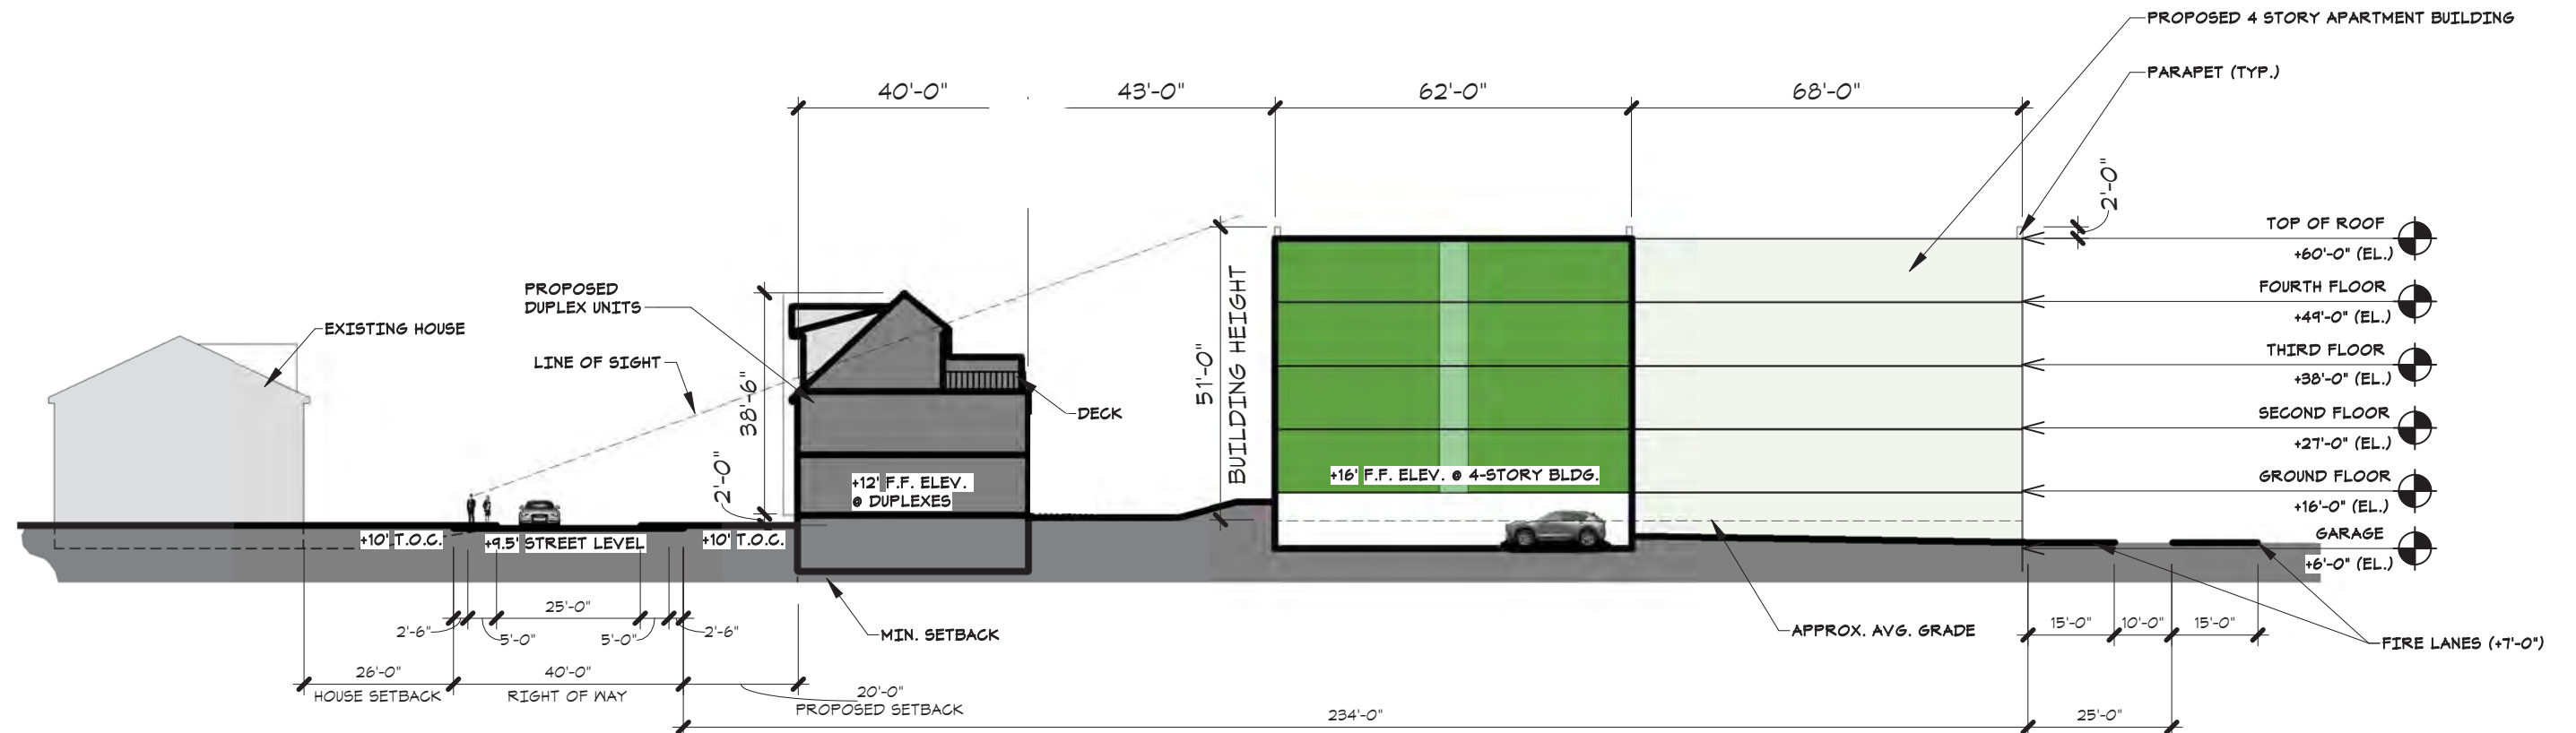 PROPOSED 4 STORY APARTMENT BUILDING
PARAPET (TYP.)
40'-0"
43'-0"
62'-0"
68'-0"
2'-0"
TOP OF ROOF
+60'-0" (EL.)
FOURTH FLOOR
+49'-0" (EL.)
THIRD FLOOR
+38'-0" (EL.)
SECOND FLOOR
+27'-0" (EL.)
GROUND FLOOR
+16'-0" (EL.)
GARAGE
+6'-0" (EL.)
PROPOSED
DUPLEX UNITS
EXISTING HOUSE
LINE OF SIGHT
38'-6"
2'-0"
DECK
51'-0"
BUILDING HEIGHT
+12' F.F. ELEV.
@ DUPLEXES
+16' F.F. ELEV. @ 4-STORY BLDG.
+10' T.O.C.
+9.5' STREET LEVEL
+10' T.O.C.
25'-0"
2'-6"
5'-0"
5'-0"
2'-6"
MIN. SETBACK
APPROX. AVG. GRADE
15'-0"
10'-0"
15'-0"
FIRE LANES (+7'-0")
26'-0"
HOUSE SETBACK
40'-0"
RIGHT OF WAY
20'-0"
PROPOSED SETBACK
234'-0"
25'-0"